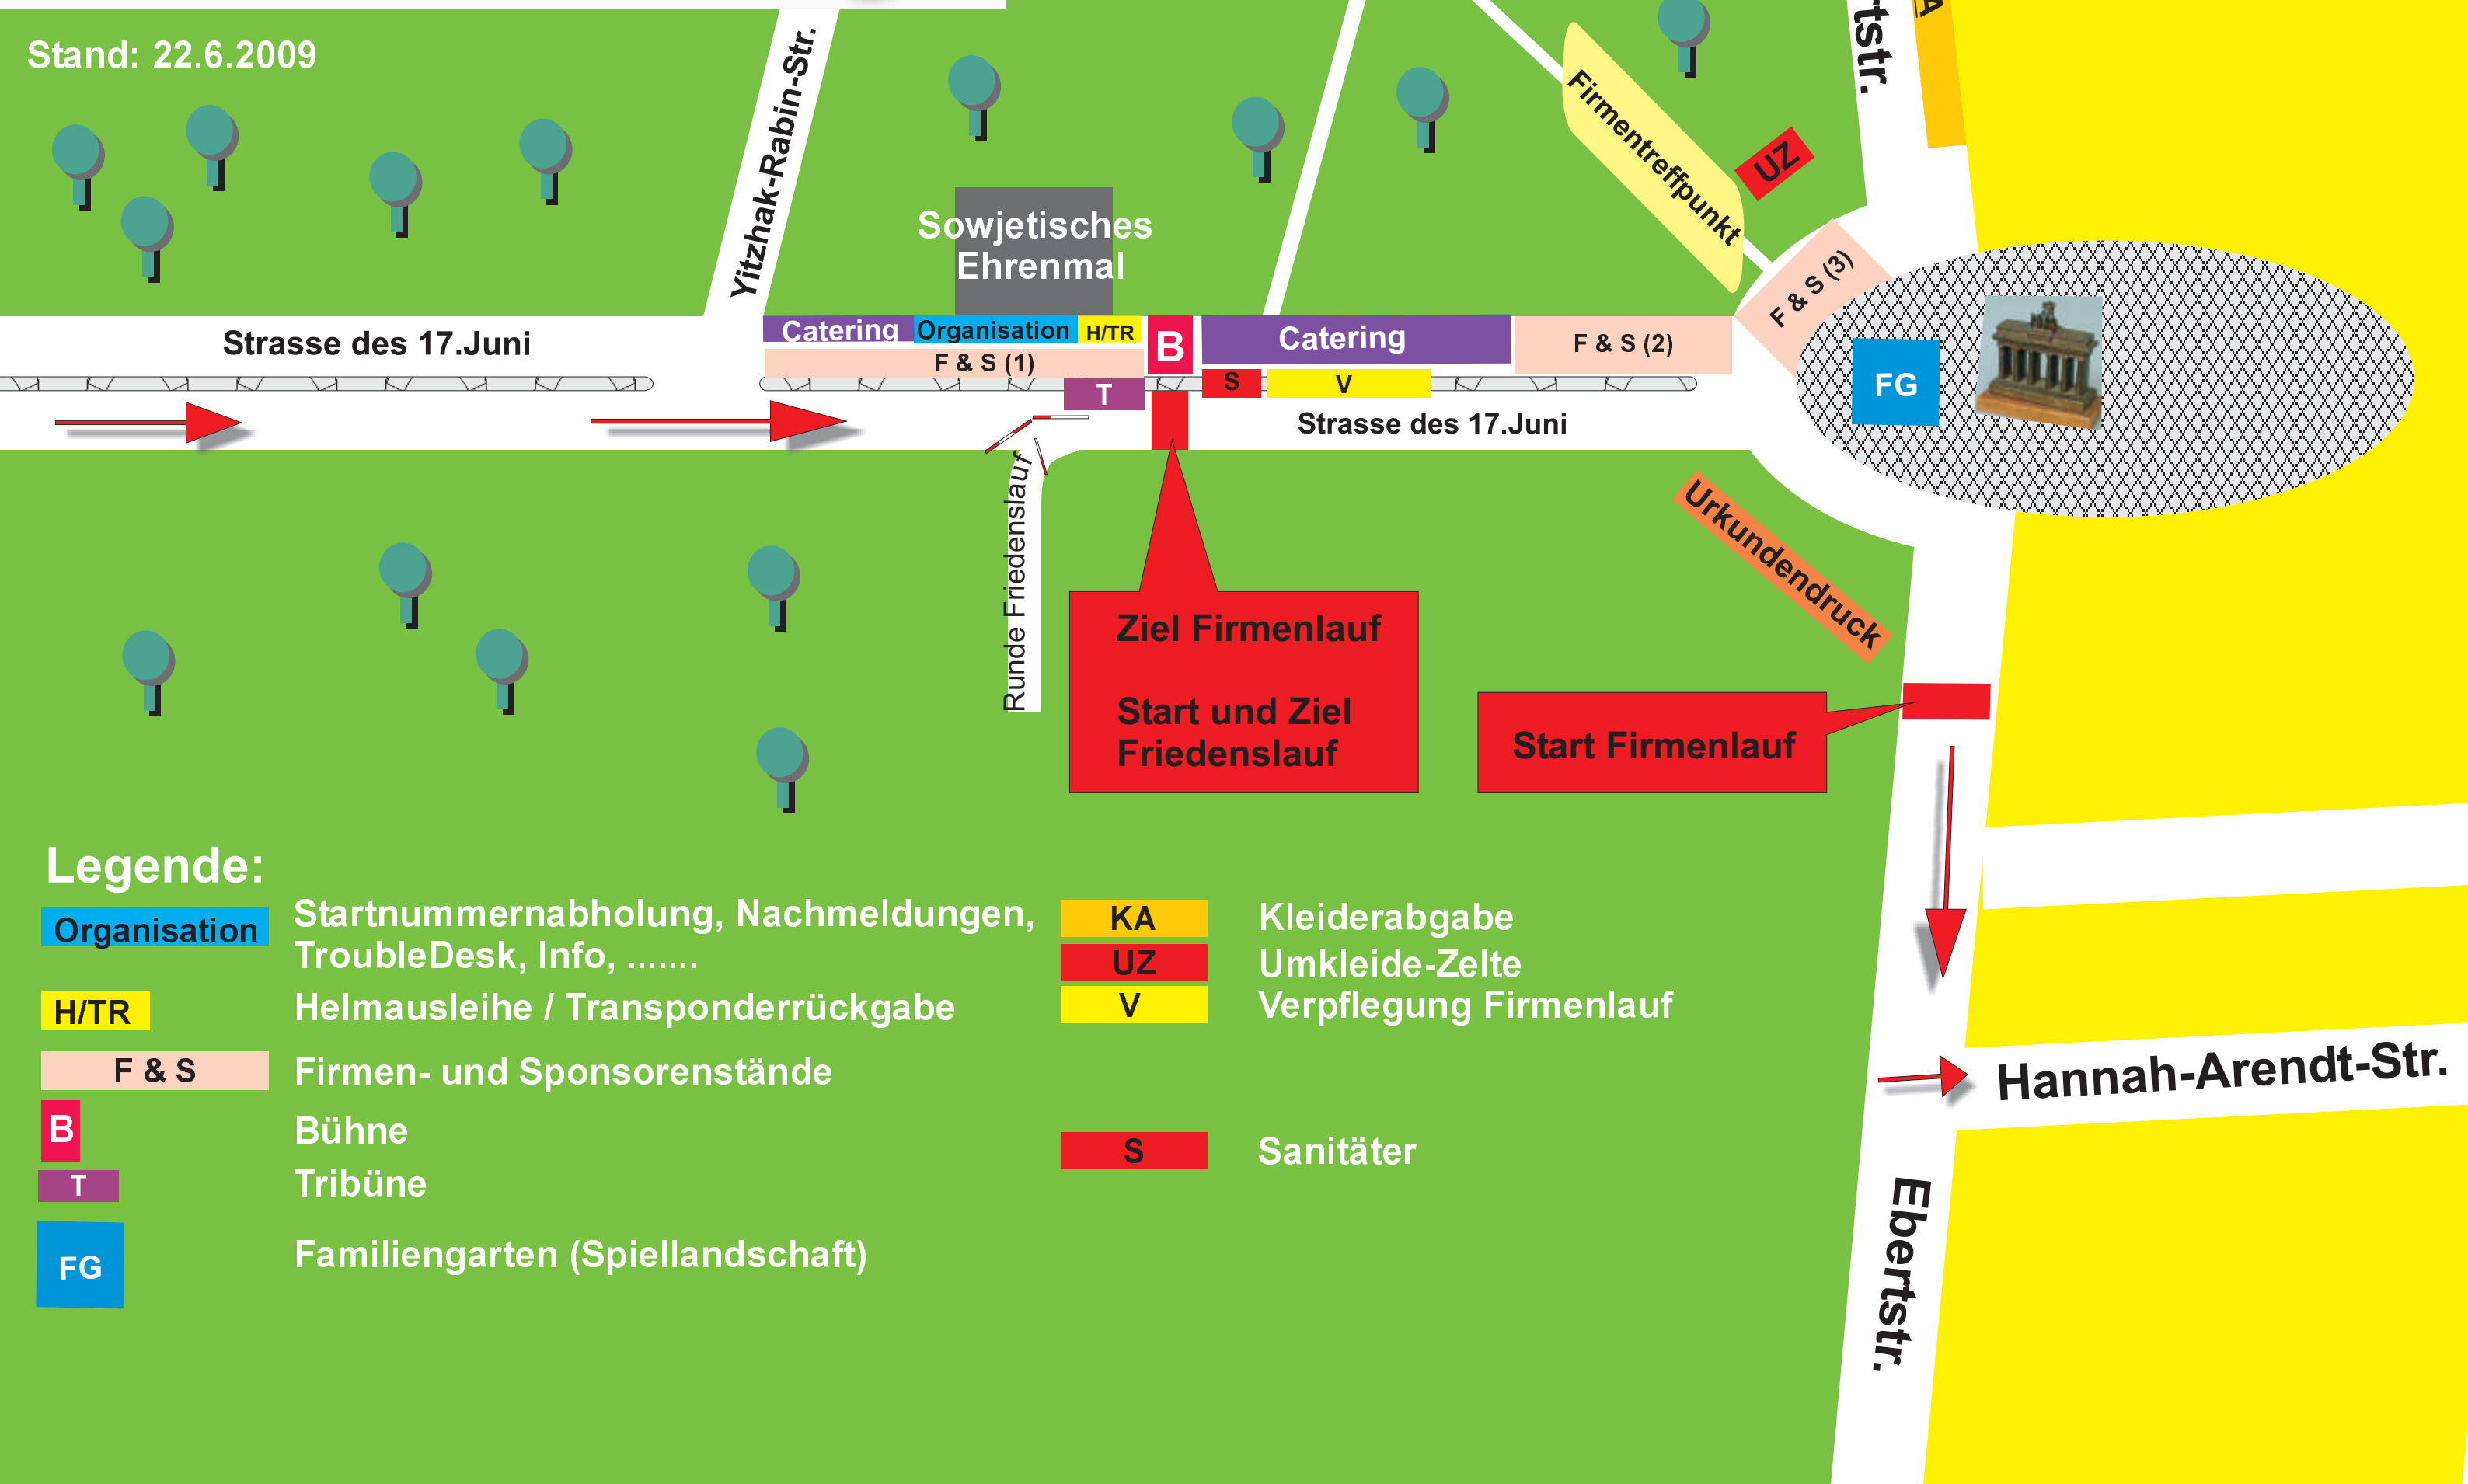 Stand: 22.6.2009
Yitzhak-Rabin-Str.
Sowjetisches
Ehrenmal
Firmentreffpunkt
UZ
F & S (3)
Strasse des 17.Juni
Catering
Organisation
H/TR
B
Catering
F & S (2)
F & S (1)
T
S
V
FG
Strasse des 17.Juni
Runde Friedenslauf
Urkundendruck
Ziel Firmenlauf
Start und Ziel
Friedenslauf
Start Firmenlauf
Hannah-Arendt-Str.
Ebertstr.
Legende:
Organisation
Startnummernabholung, Nachmeldungen,
TroubleDesk, Info, .......
H/TR
Helmausleihe / Transponderrückgabe
F & S
Firmen- und Sponsorenstände
B
Bühne
T
Tribüne
FG
Familiengarten (Spiellandschaft)
KA
Kleiderabgabe
UZ
Umkleide-Zelte
V
Verpflegung Firmenlauf
S
Sanitäter